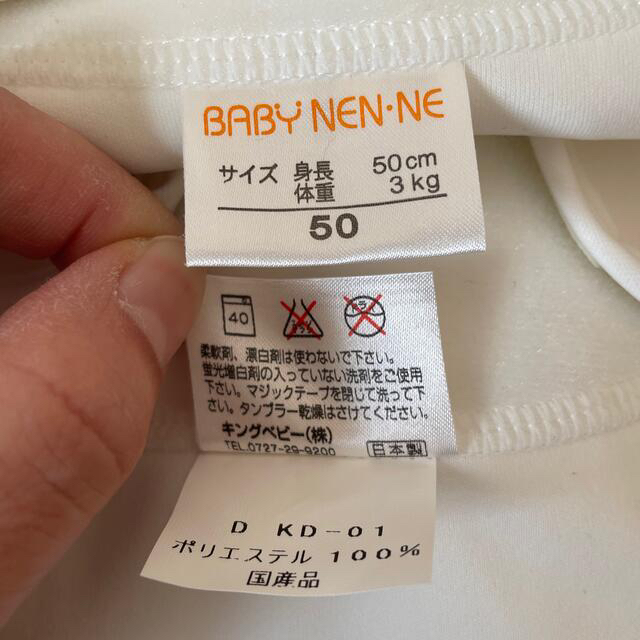 BABY NEN・NE
サイズ 身長 50cm
体重 3kg
50
40
柔軟剤、漂白剤は使わないで下さい。
蛍光増白剤の入っていない洗剤をご使用
下さい。マジックテープを閉じて洗って下
さい。タンブラー乾燥はさけてください。
キングベビー(株)
TEL.0727-29-9200 日本製
D KD-01
ポリエステル 100%
国産品